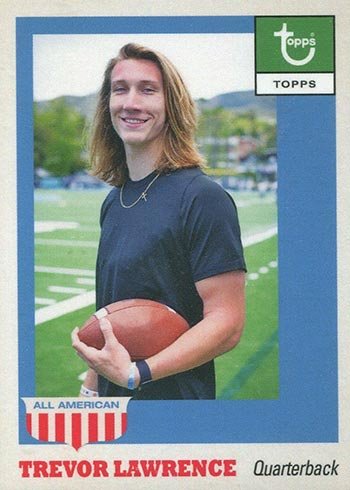 Topps
TOPPS
ALL AMERICAN
TREVOR LAWRENCE Quarterback